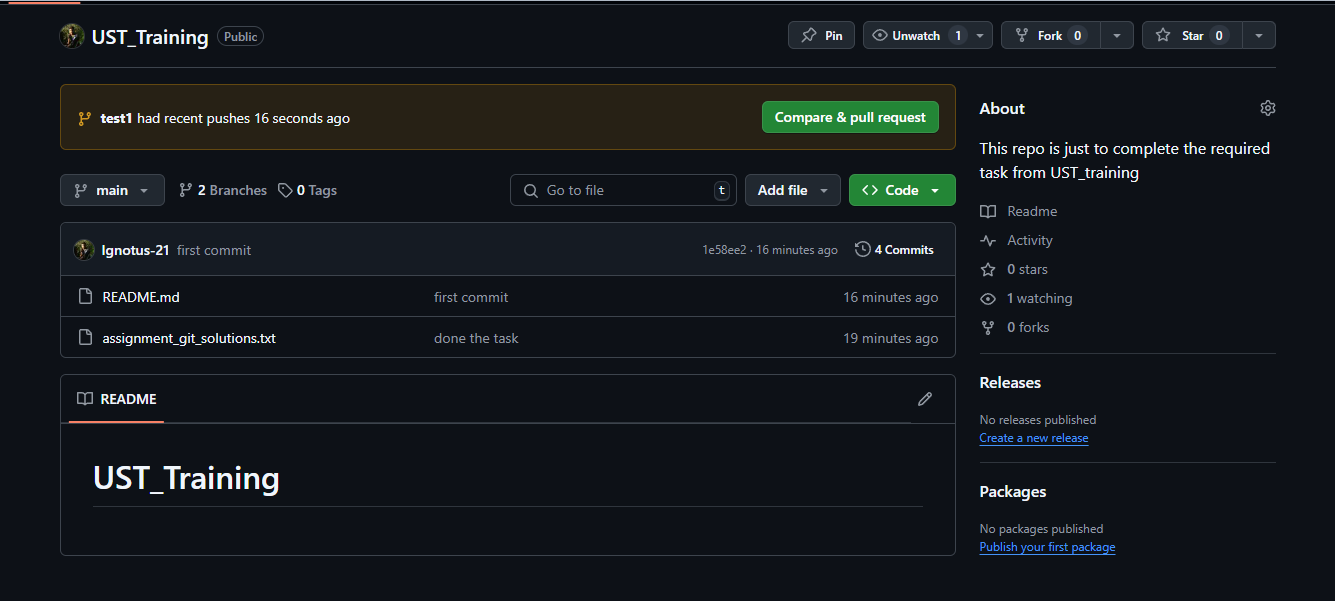 UST_Training Public Pin Unwatch 1 Fork 0 Star 0
test1 had recent pushes 16 seconds ago Compare & pull request
main 2 Branches 0 Tags Go to file t Add file Code
Ignotus-21 first commit 1e58ee2 · 16 minutes ago 4 Commits
README.md first commit 16 minutes ago
assignment_git_solutions.txt done the task 19 minutes ago
README
UST_Training
About
This repo is just to complete the required
task from UST_training
Readme
Activity
0 stars
1 watching
0 forks
Releases
No releases published
Create a new release
Packages
No packages published
Publish your first package